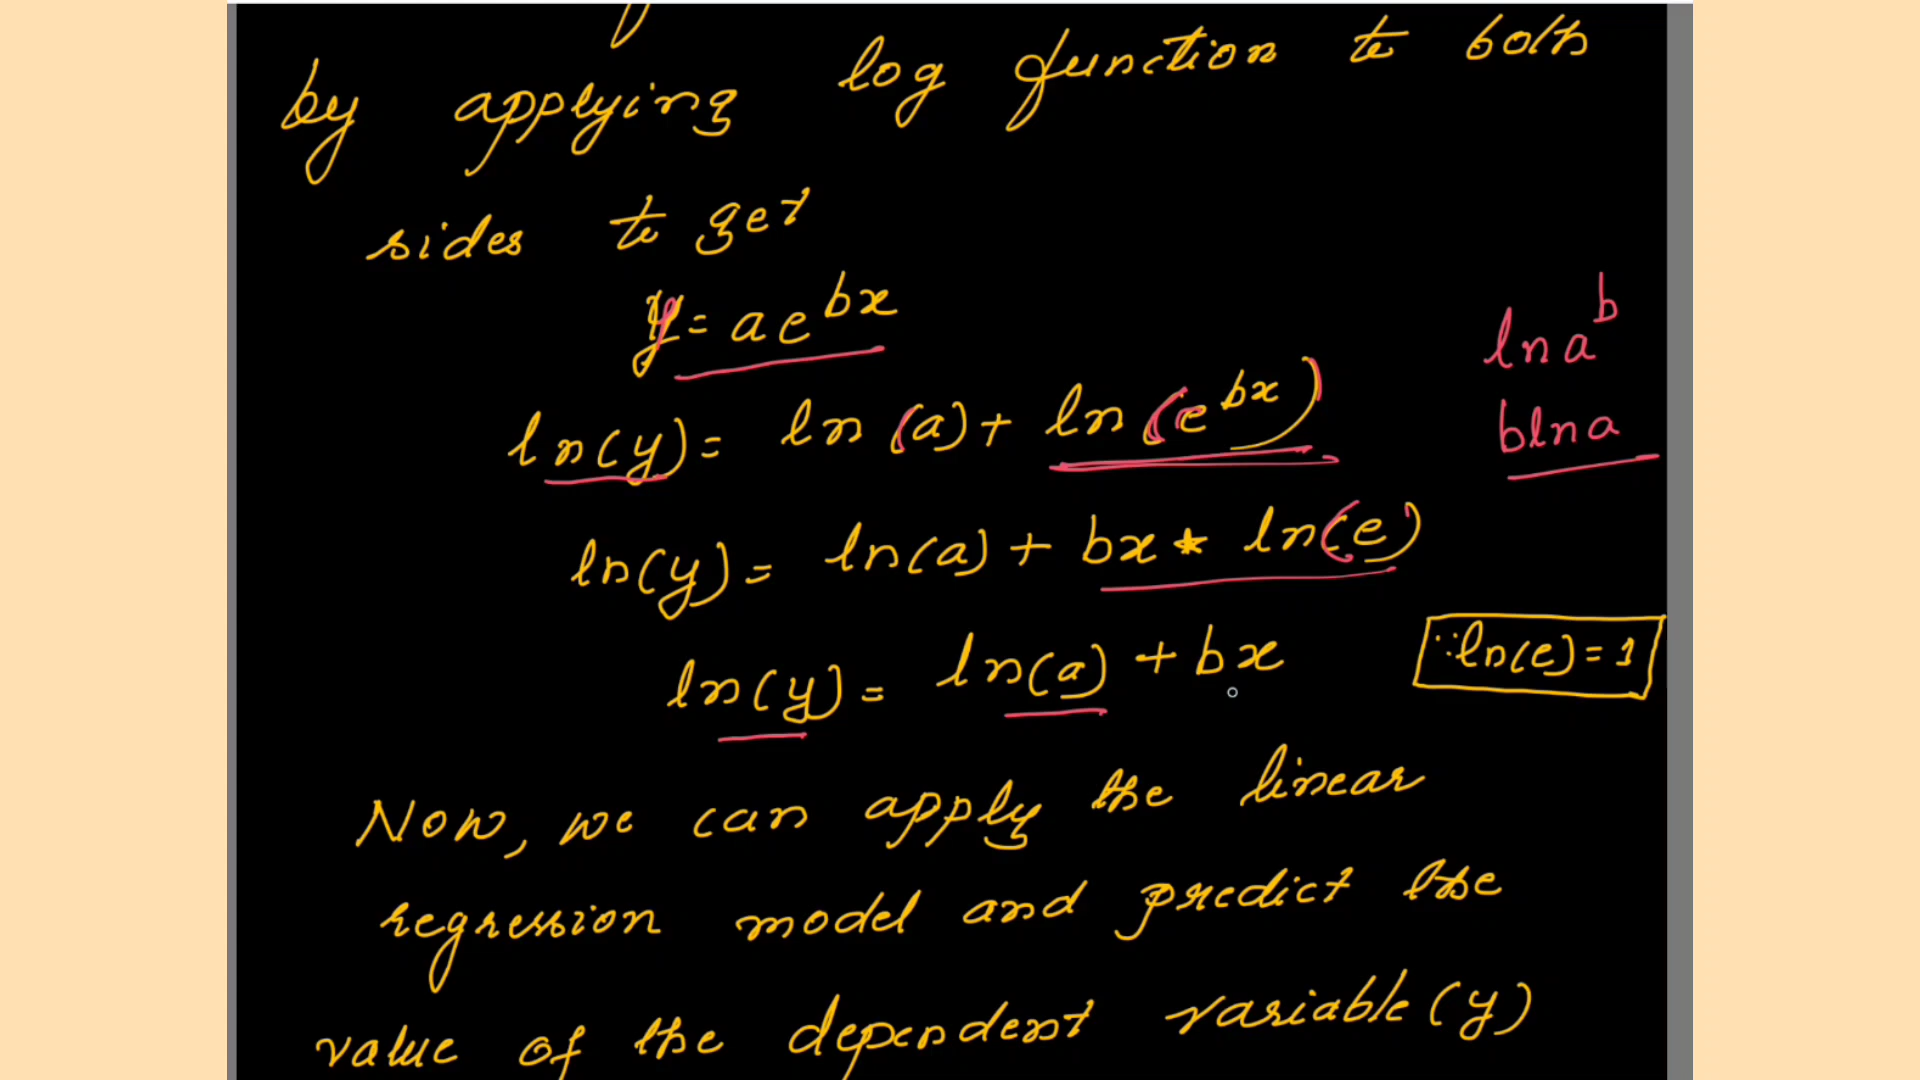 by applying log function to both
sides to get
y = ae^bx
ln(y) = ln(a) + ln(e^bx)
ln a^b
b ln a
ln(y) = ln(a) + bx * ln(e)
ln(y) = ln(a) + bx
∵ ln(e) = 1
Now, we can apply the linear
regression model and predict the
value of the dependent variable (y)